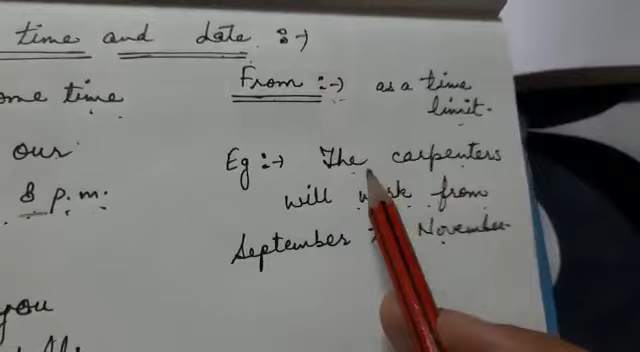 time and date :→
ome time
our
8 p.m.
you
From :→ as a time
limit.
Eg :→ The carpenters
will work from
September November.